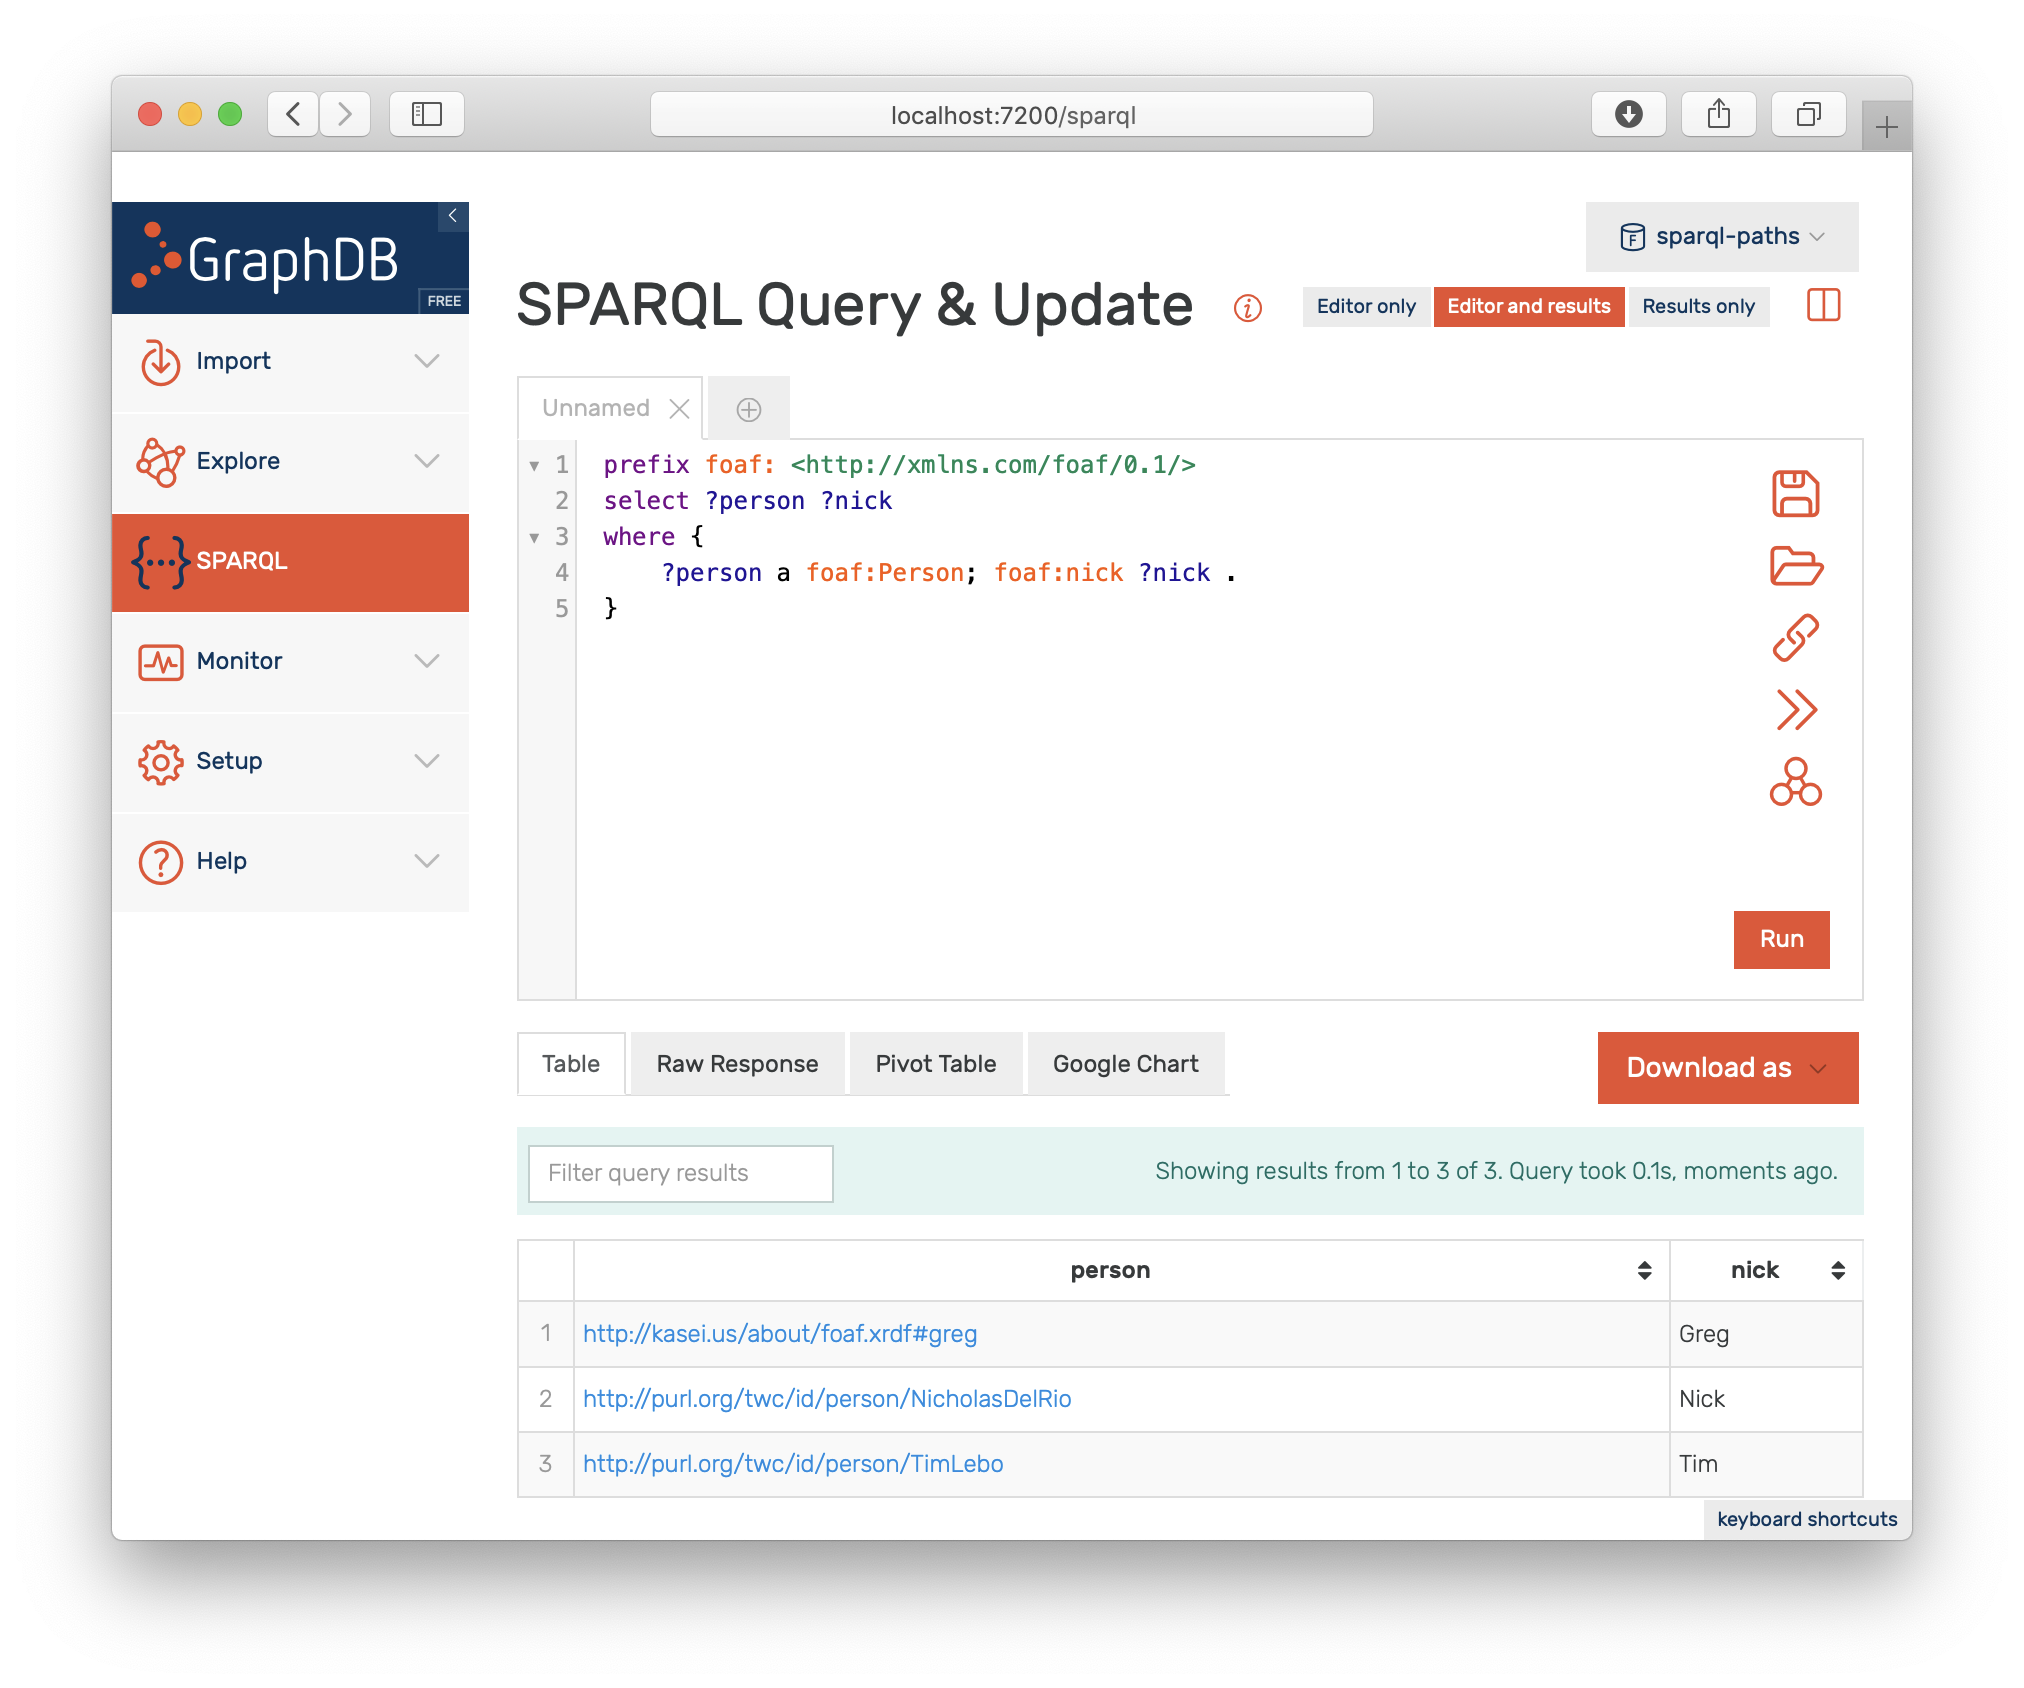 localhost:7200/sparql
GraphDB
FREE
sparql-paths
SPARQL Query & Update
Editor only
Editor and results
Results only
Import
Explore
SPARQL
Monitor
Setup
Help
Unnamed
1 prefix foaf: <http://xmlns.com/foaf/0.1/>
2 select ?person ?nick
3 where {
4     ?person a foaf:Person; foaf:nick ?nick .
5 }
Run
Table
Raw Response
Pivot Table
Google Chart
Download as
Filter query results
Showing results from 1 to 3 of 3. Query took 0.1s, moments ago.
person nick
1 http://kasei.us/about/foaf.xrdf#greg Greg
2 http://purl.org/twc/id/person/NicholasDelRio Nick
3 http://purl.org/twc/id/person/TimLebo Tim
keyboard shortcuts